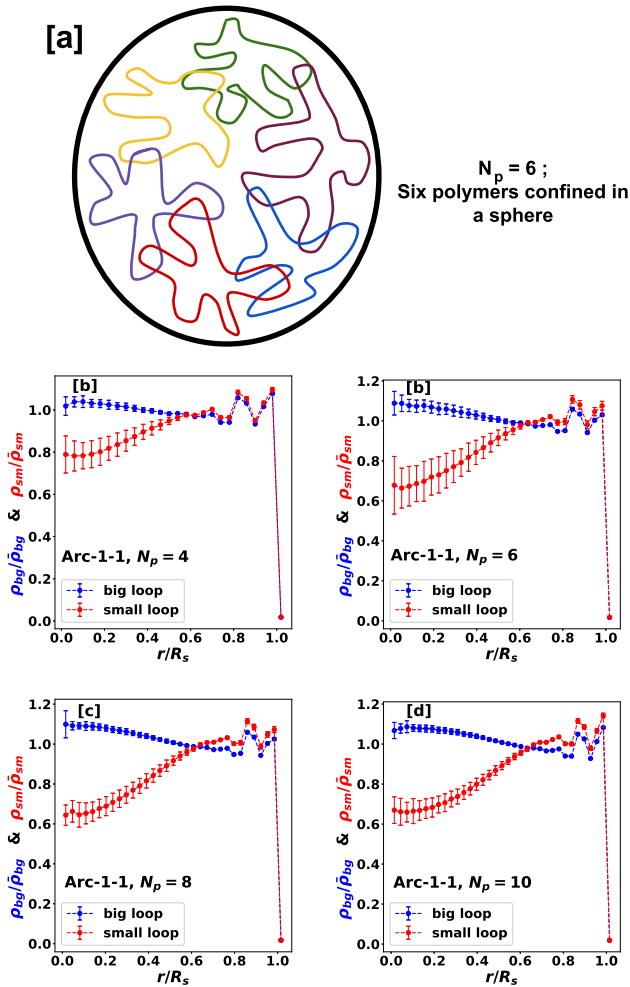 [a]
N_p = 6 ;
Six polymers confined in
a sphere
[b]
ρ_bg/ρ̄_bg & ρ_sm/ρ̄_sm
1.0
0.8
0.6
0.4
0.2
0.0
Arc-1-1, N_p = 4
big loop
small loop
0.0 0.2 0.4 0.6 0.8 1.0
r/R_s
[b]
ρ_bg/ρ̄_bg & ρ_sm/ρ̄_sm
1.2
1.0
0.8
0.6
0.4
0.2
0.0
Arc-1-1, N_p = 6
big loop
small loop
0.0 0.2 0.4 0.6 0.8 1.0
r/R_s
[c]
ρ_bg/ρ̄_bg & ρ_sm/ρ̄_sm
1.2
1.0
0.8
0.6
0.4
0.2
0.0
Arc-1-1, N_p = 8
big loop
small loop
0.0 0.2 0.4 0.6 0.8 1.0
r/R_s
[d]
ρ_bg/ρ̄_bg & ρ_sm/ρ̄_sm
1.2
1.0
0.8
0.6
0.4
0.2
0.0
Arc-1-1, N_p = 10
big loop
small loop
0.0 0.2 0.4 0.6 0.8 1.0
r/R_s